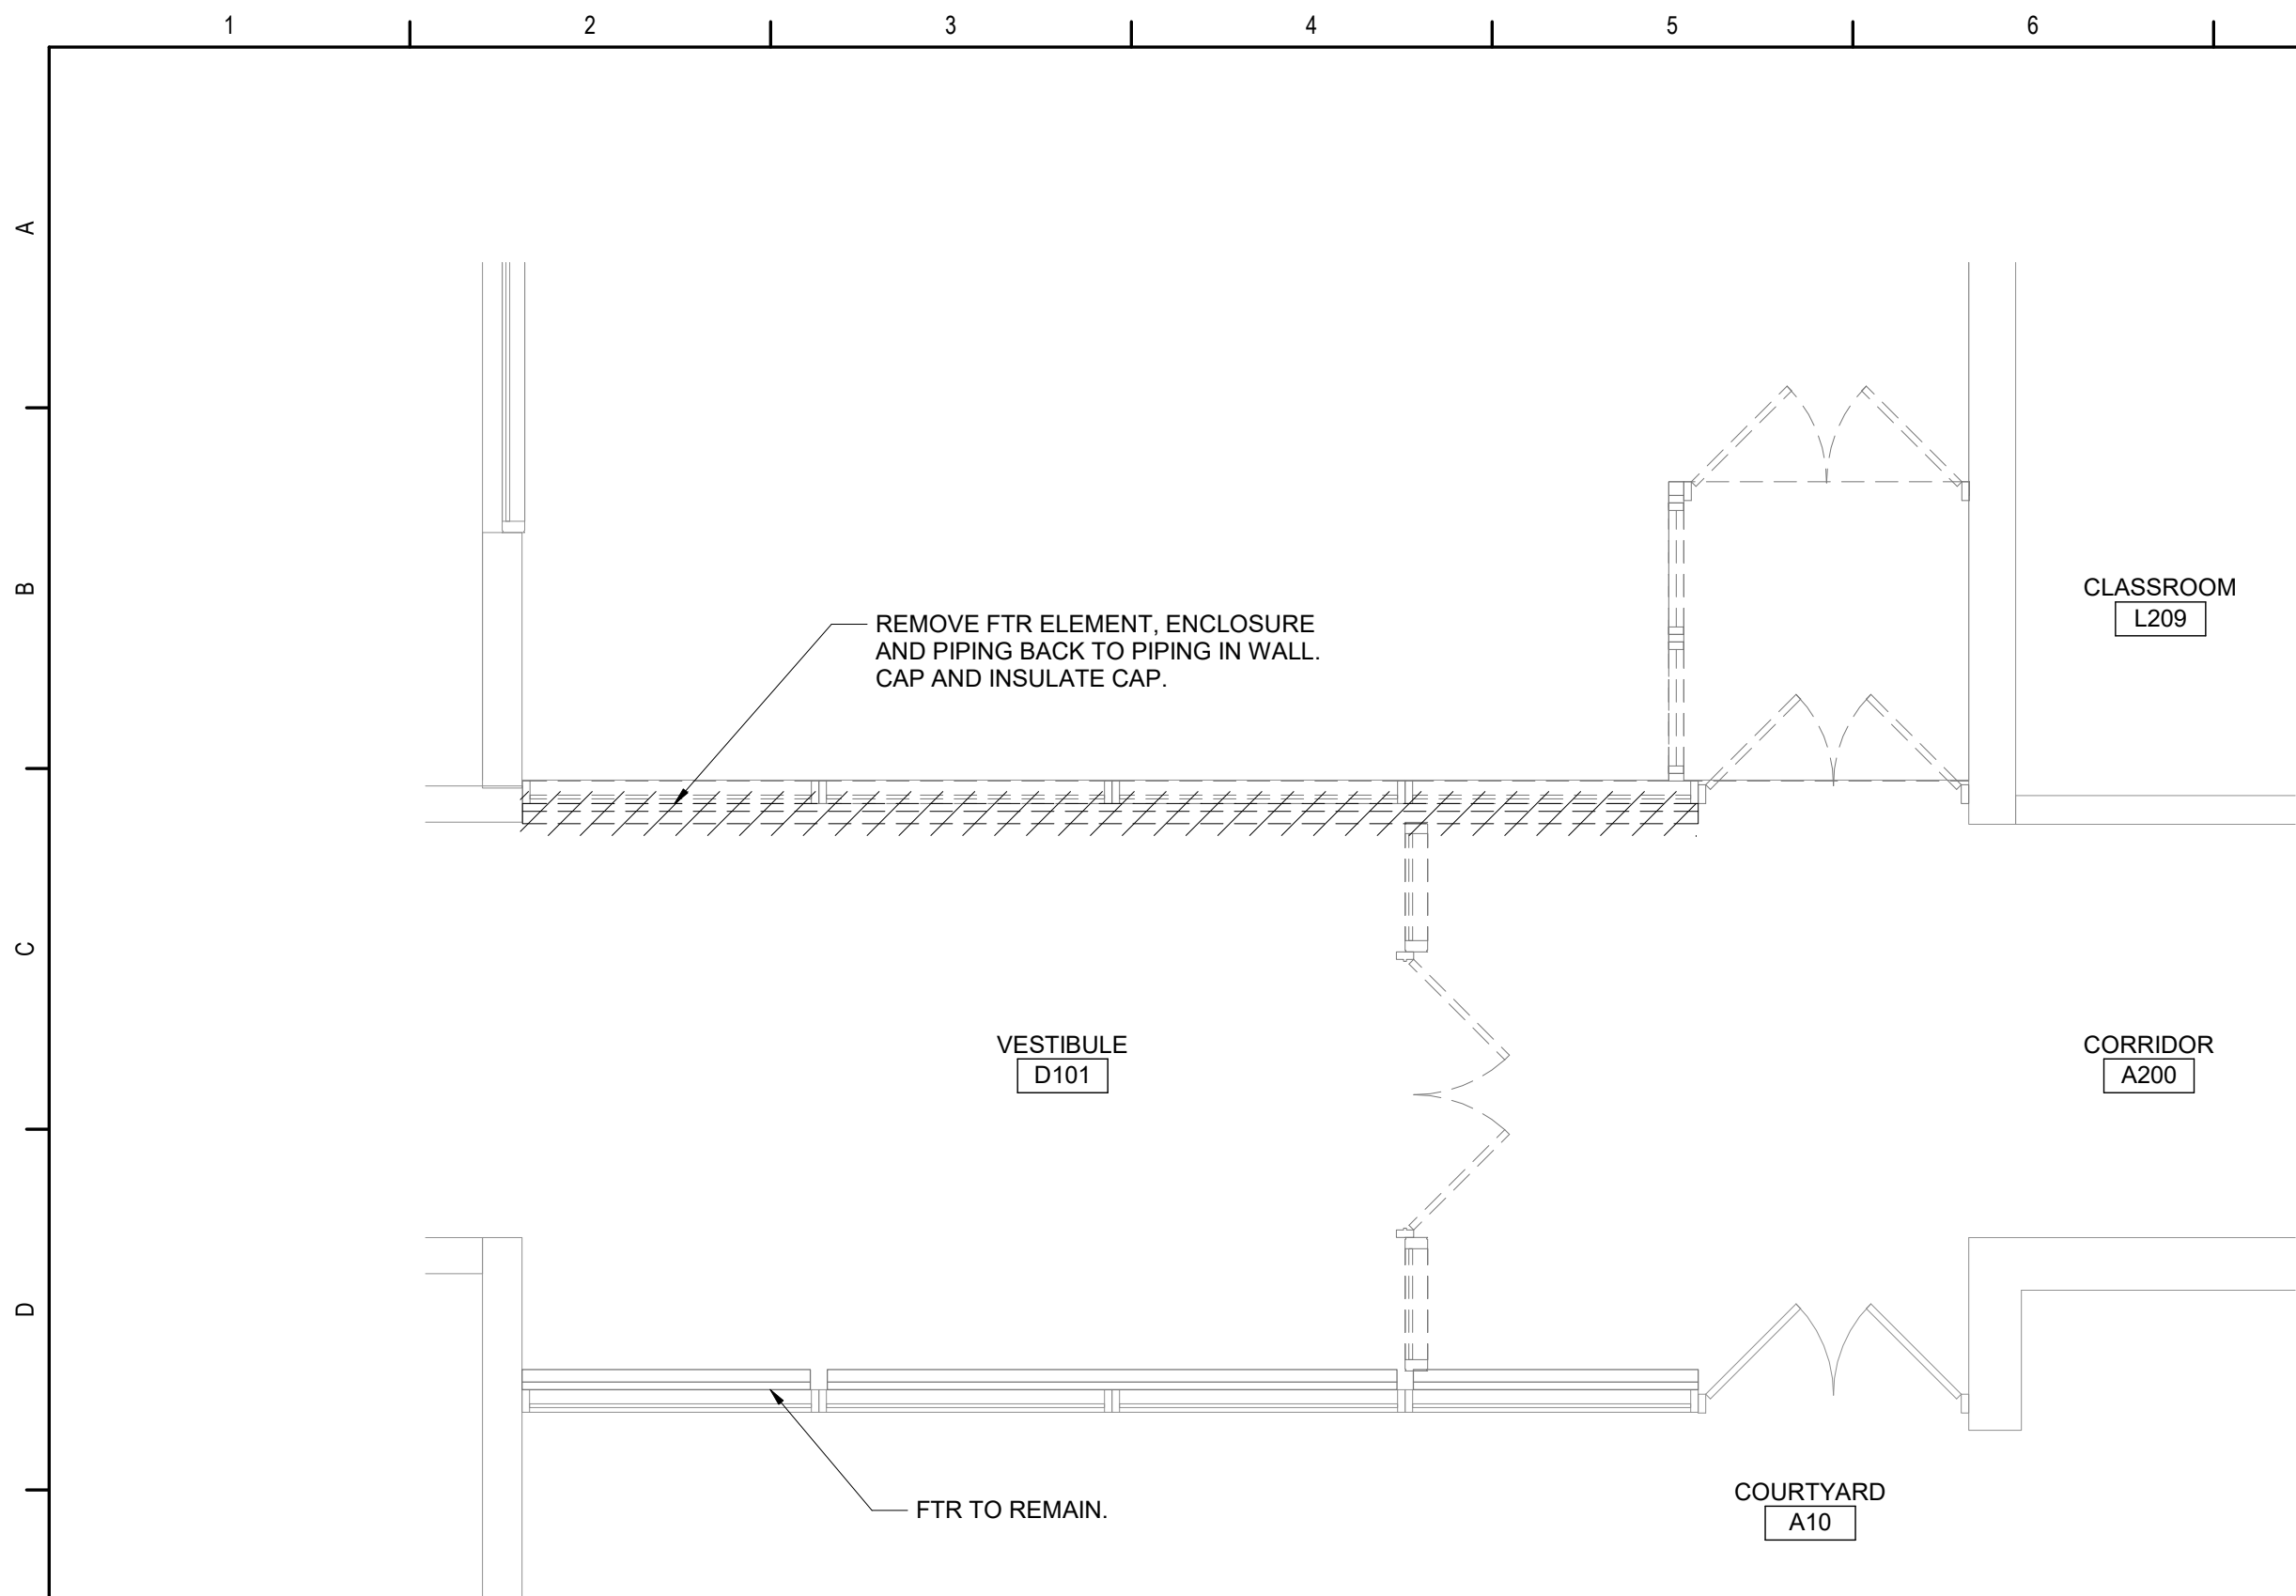 1 2 3 4 5 6
A
B
CLASSROOM
L209
REMOVE FTR ELEMENT, ENCLOSURE
AND PIPING BACK TO PIPING IN WALL.
CAP AND INSULATE CAP.
C
VESTIBULE
D101
CORRIDOR
A200
D
FTR TO REMAIN.
COURTYARD
A10